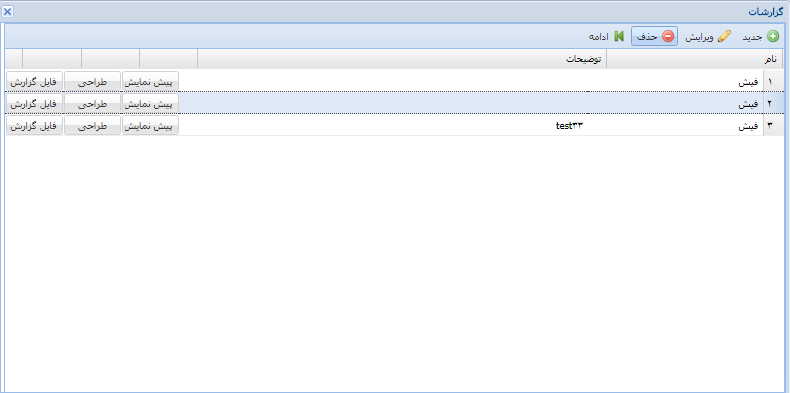 گزارشات
جدید ویرایش حذف ادامه
نام توضیحات
۱ فیش پیش نمایش طراحی فایل گزارش
۲ فیش پیش نمایش طراحی فایل گزارش
۳ فیش test۳۳ پیش نمایش طراحی فایل گزارش